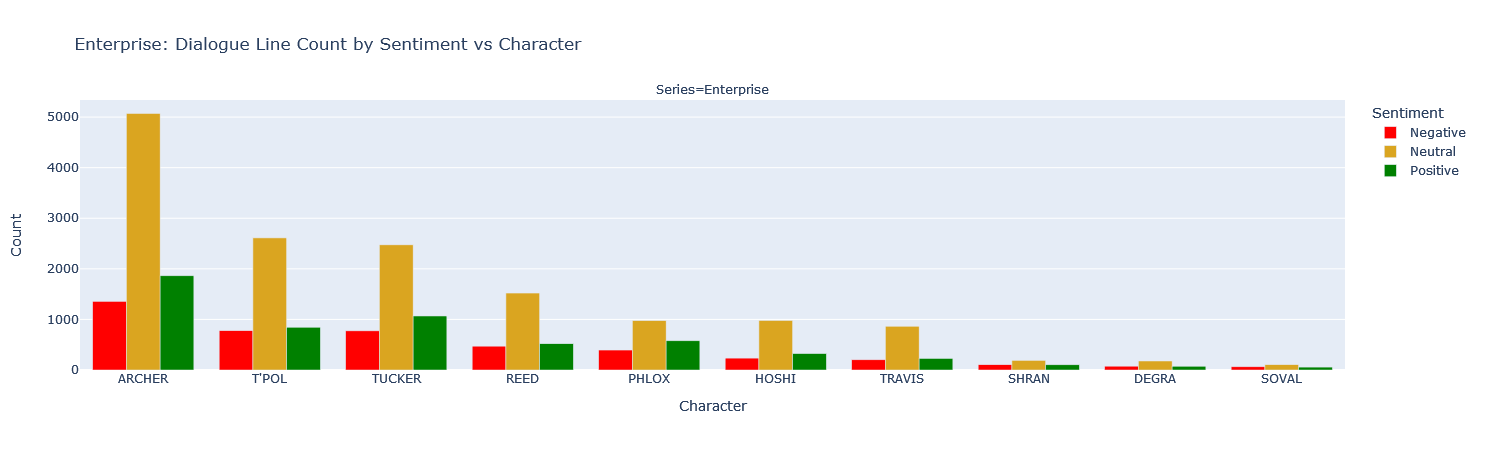 Enterprise: Dialogue Line Count by Sentiment vs Character
Series=Enterprise
Sentiment
Negative
Neutral
Positive
Count
5000
4000
3000
2000
1000
0
ARCHER T'POL TUCKER REED PHLOX HOSHI TRAVIS SHRAN DEGRA SOVAL
Character